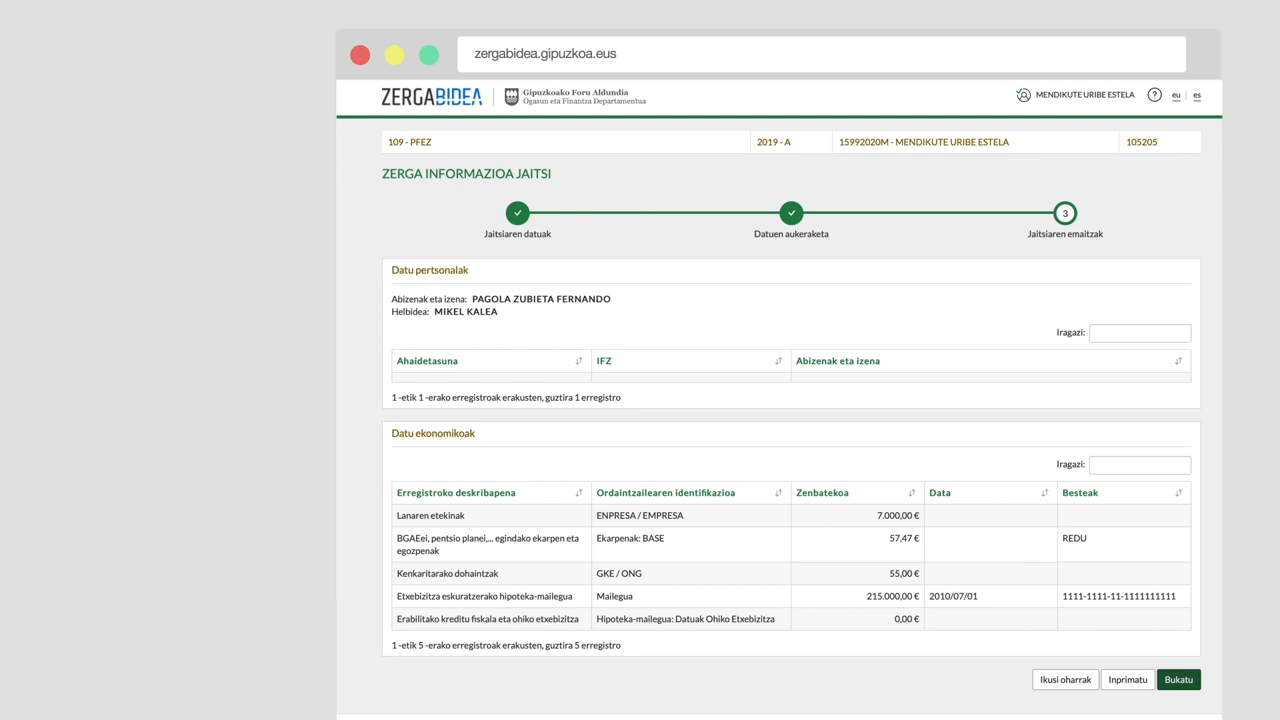 zergabidea.gipuzkoa.eus
ZERGABIDEA
Gipuzkoako Foru Aldundia
Ogasun eta Finantza Departamentua
MENDIKUTE URIBE ESTELA ? eu | es
109 - PFEZ 2019 - A 15992020M - MENDIKUTE URIBE ESTELA 105205
ZERGA INFORMAZIOA JAITSI
3
Jaitsiaren datuak Datuen aukeraketa Jaitsiaren emaitzak
Datu pertsonalak
Abizenak eta izena: PAGOLA ZUBIETA FERNANDO
Helbidea: MIKEL KALEA
Iragazi:
Ahaidetasuna IFZ Abizenak eta izena
1 -etik 1 -erako erregistroak erakusten, guztira 1 erregistro
Datu ekonomikoak
Iragazi:
Erregistroko deskribapena Ordaintzailearen identifikazioa Zenbatekoa Data Besteak
Lanaren etekinak ENPRESA / EMPRESA 7.000,00 €
BGAEei, pentsio planei,... egindako ekarpen eta egozpenak Ekarpenak: BASE 57,47 € REDU
Kenkaritarako dohaintzak GKE / ONG 55,00 €
Etxebizitza eskuratzerako hipoteka-mailegua Mailegua 215.000,00 € 2010/07/01 1111-1111-11-1111111111
Erabilitako kreditu fiskala eta ohiko etxebizitza Hipoteka-mailegua: Datuak Ohiko Etxebizitza 0,00 €
1 -etik 5 -erako erregistroak erakusten, guztira 5 erregistro
Ikusi oharrak Inprimatu Bukatu